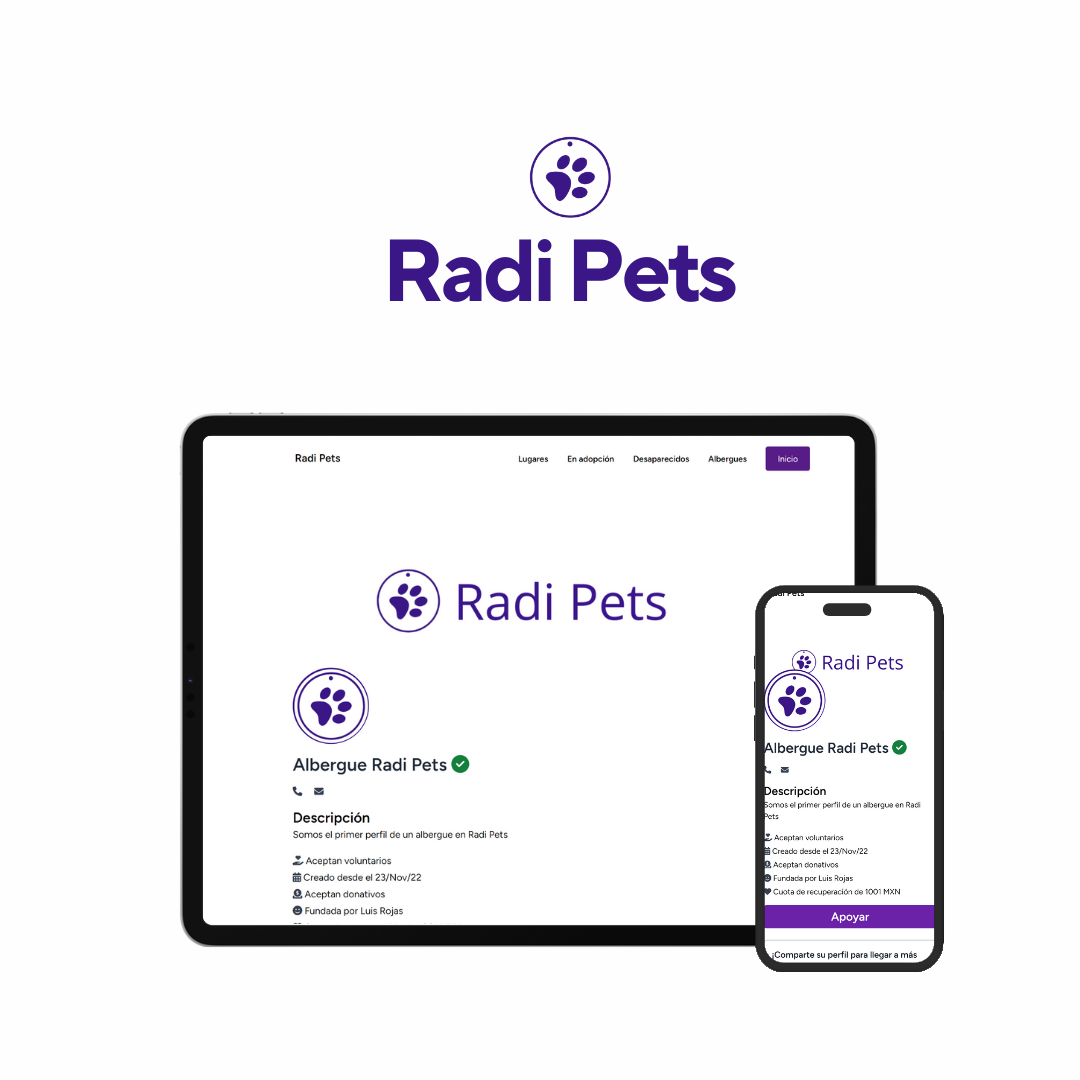 Radi Pets
Radi Pets
Lugares
En adopción
Desaparecidos
Albergues
Inicio
Radi Pets
Albergue Radi Pets
Descripción
Somos el primer perfil de un albergue en Radi Pets
Aceptan voluntarios
Creado desde el 23/Nov/22
Aceptan donativos
Fundada por Luis Rojas
Radi Pets
Albergue Radi Pets
Descripción
Somos el primer perfil de un albergue en Radi
Pets
Aceptan voluntarios
Creado desde el 23/Nov/22
Aceptan donativos
Fundada por Luis Rojas
Cuota de recuperación de 1001 MXN
Apoyar
¡Comparte su perfil para llegar a más